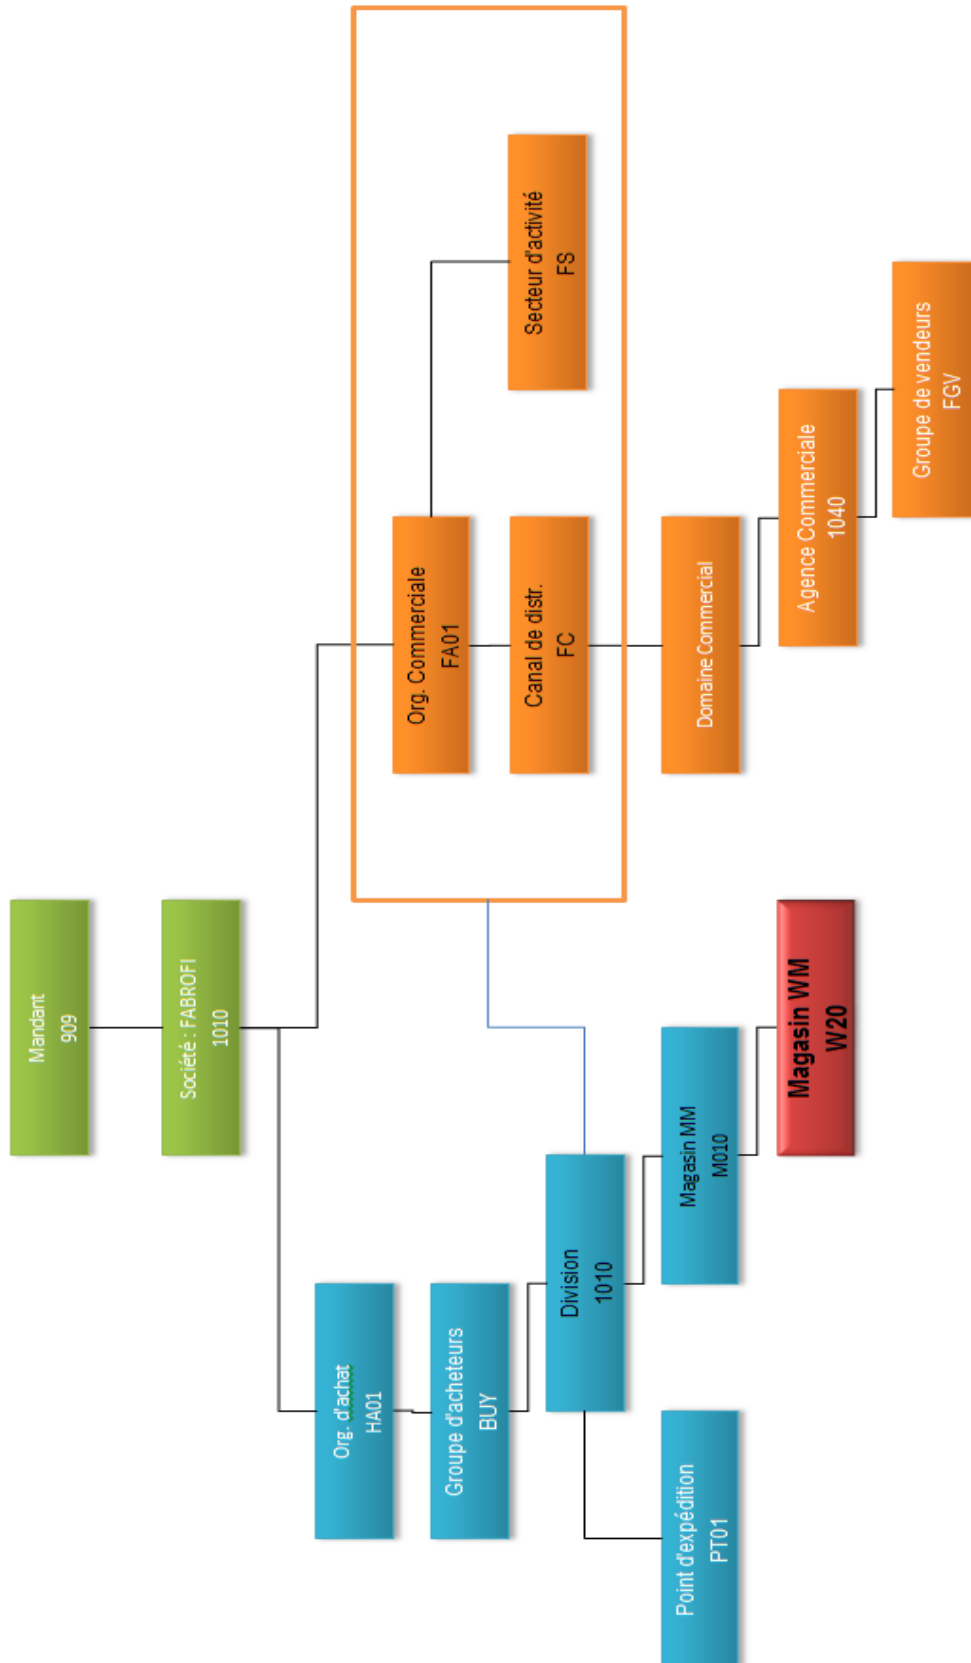 Mandant
909
Société : FABROFI
1010
Org. d'achat
HA01
Groupe d'acheteurs
BUY
Division
1010
Point d'expédition
PT01
Magasin MM
M010
Magasin WM
W20
Org. Commerciale
FA01
Canal de distr.
FC
Secteur d'activité
FS
Domaine Commercial
Agence Commerciale
1040
Groupe de vendeurs
FGV